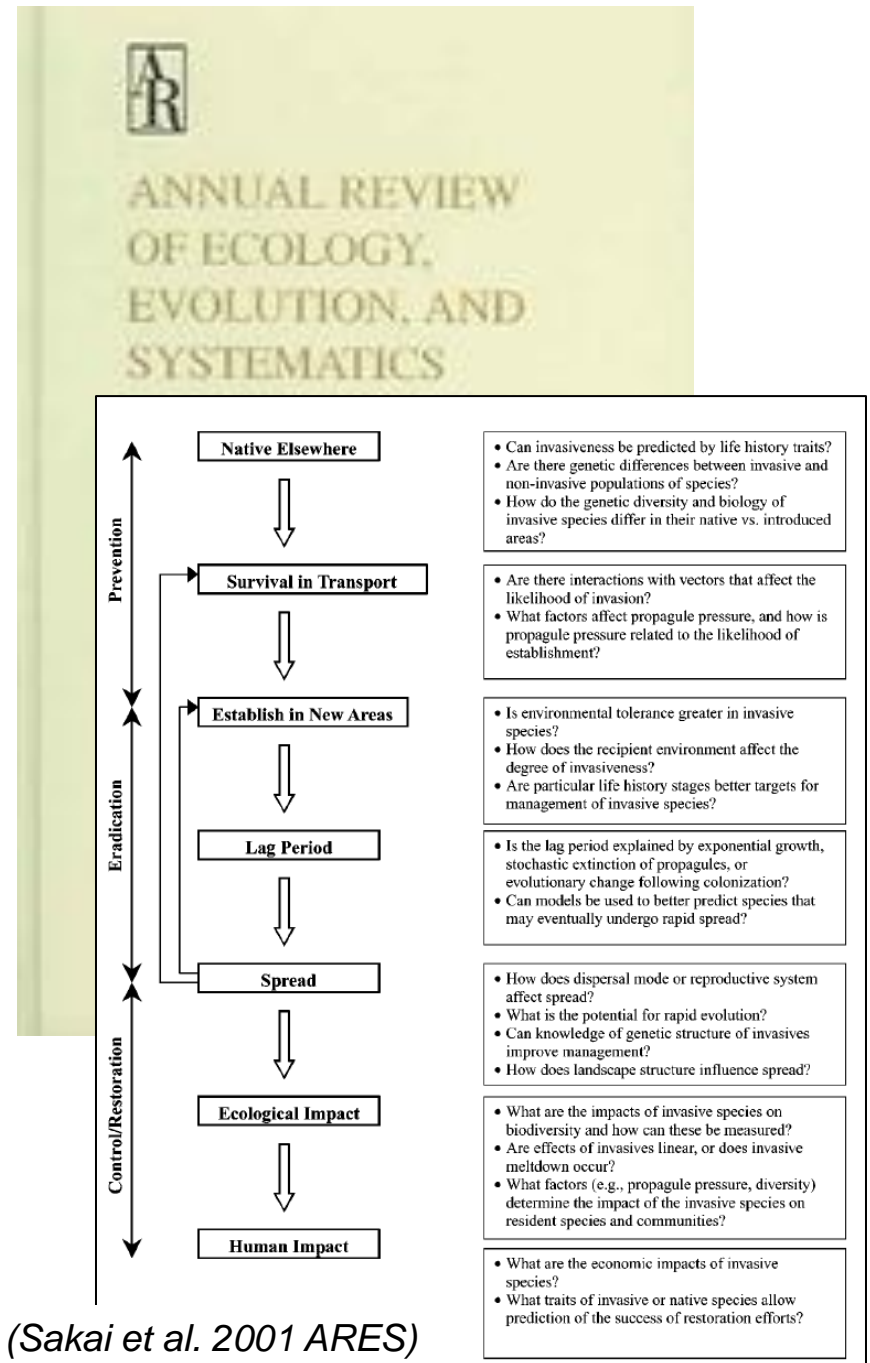 AR
ANNUAL REVIEW
OF ECOLOGY,
EVOLUTION, AND
SYSTEMATICS
Prevention
Eradication
Control/Restoration
Native Elsewhere
• Can invasiveness be predicted by life history traits?
• Are there genetic differences between invasive and
non-invasive populations of species?
• How do the genetic diversity and biology of
invasive species differ in their native vs. introduced
areas?
Survival in Transport
• Are there interactions with vectors that affect the
likelihood of invasion?
• What factors affect propagule pressure, and how is
propagule pressure related to the likelihood of
establishment?
Establish in New Areas
• Is environmental tolerance greater in invasive
species?
• How does the recipient environment affect the
degree of invasiveness?
• Are particular life history stages better targets for
management of invasive species?
Lag Period
• Is the lag period explained by exponential growth,
stochastic extinction of propagules, or
evolutionary change following colonization?
• Can models be used to better predict species that
may eventually undergo rapid spread?
Spread
• How does dispersal mode or reproductive system
affect spread?
• What is the potential for rapid evolution?
• Can knowledge of genetic structure of invasives
improve management?
• How does landscape structure influence spread?
Ecological Impact
• What are the impacts of invasive species on
biodiversity and how can these be measured?
• Are effects of invasives linear, or does invasive
meltdown occur?
• What factors (e.g., propagule pressure, diversity)
determine the impact of the invasive species on
resident species and communities?
Human Impact
• What are the economic impacts of invasive
species?
• What traits of invasive or native species allow
prediction of the success of restoration efforts?
(Sakai et al. 2001 ARES)